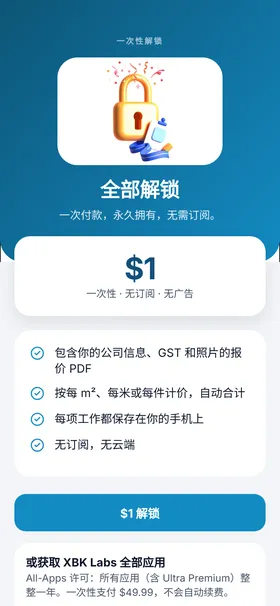 一次性解锁
全部解锁
一次付款，永久拥有，无需订阅。
$1
一次性 · 无订阅 · 无广告
包含你的公司信息、GST 和照片的报
价 PDF
按每 m²、每米或每件计价，自动合计
每项工作都保存在你的手机上
无订阅，无云端
$1 解锁
或获取 XBK Labs 全部应用
All-Apps 许可：所有应用（含 Ultra Premium）整
整一年。一次性支付 $49.99，不会自动续费。